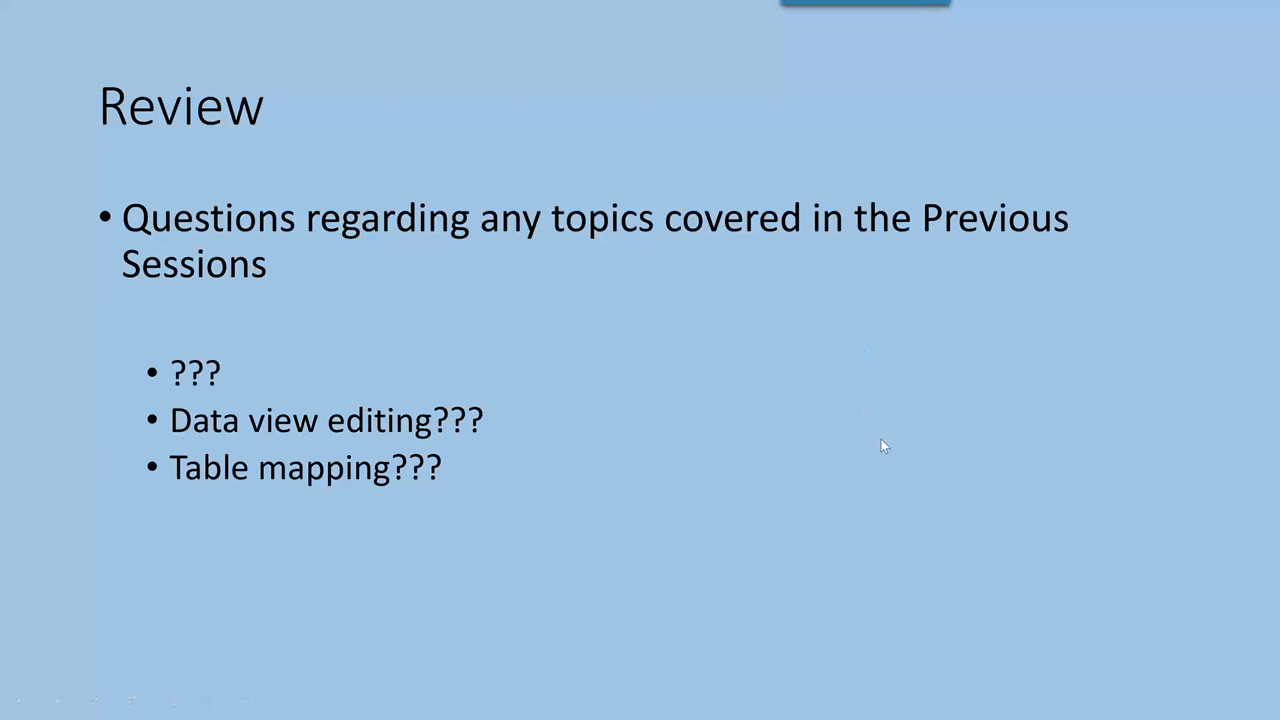 Review
• Questions regarding any topics covered in the Previous
Sessions
• ???
• Data view editing???
• Table mapping???